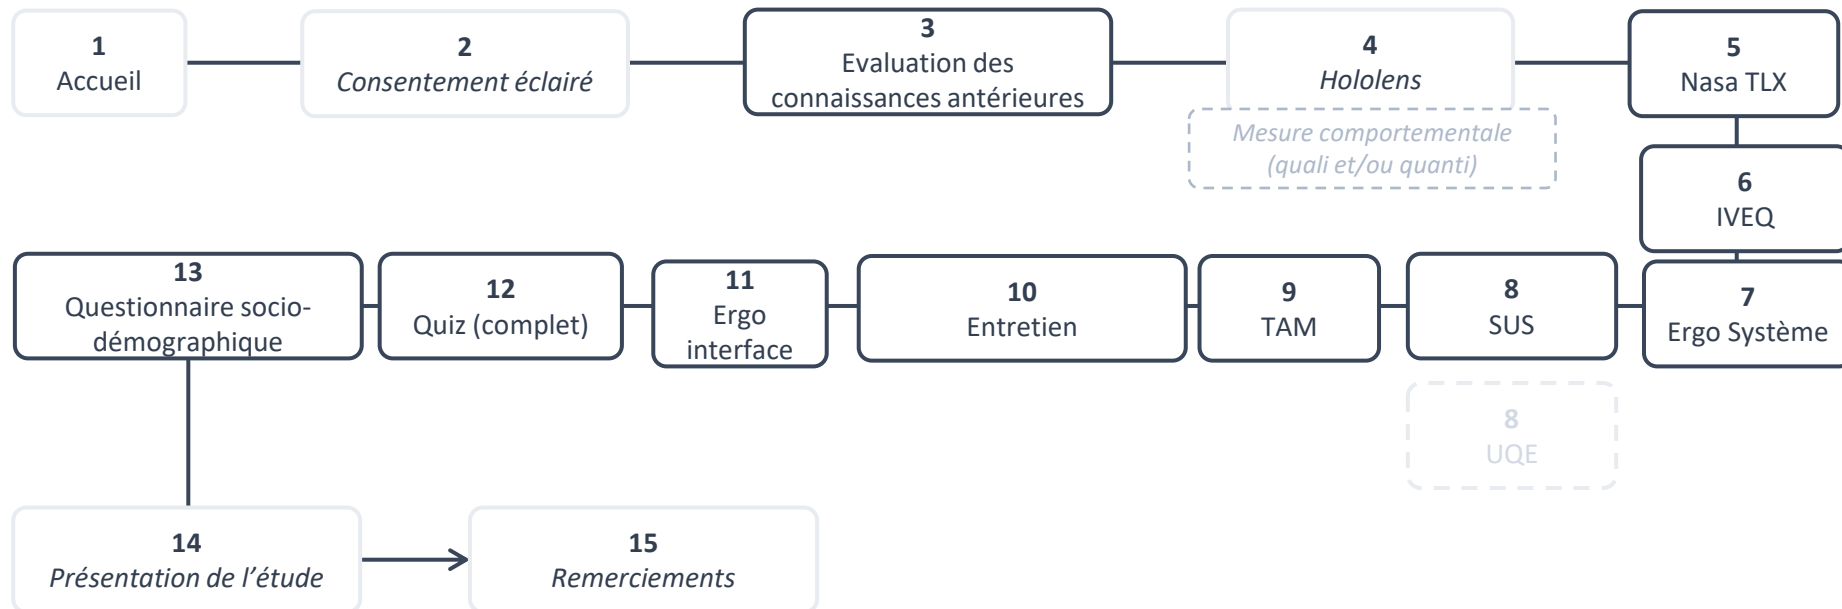 1
Accueil
2
Consentement éclairé
3
Evaluation des
connaissances antérieures
4
Hololens
Mesure comportementale
(quali et/ou quanti)
5
Nasa TLX
6
IVEQ
7
Ergo Système
8
SUS
8
UQE
9
TAM
10
Entretien
11
Ergo
interface
12
Quiz (complet)
13
Questionnaire socio-
démographique
14
Présentation de l’étude
15
Remerciements